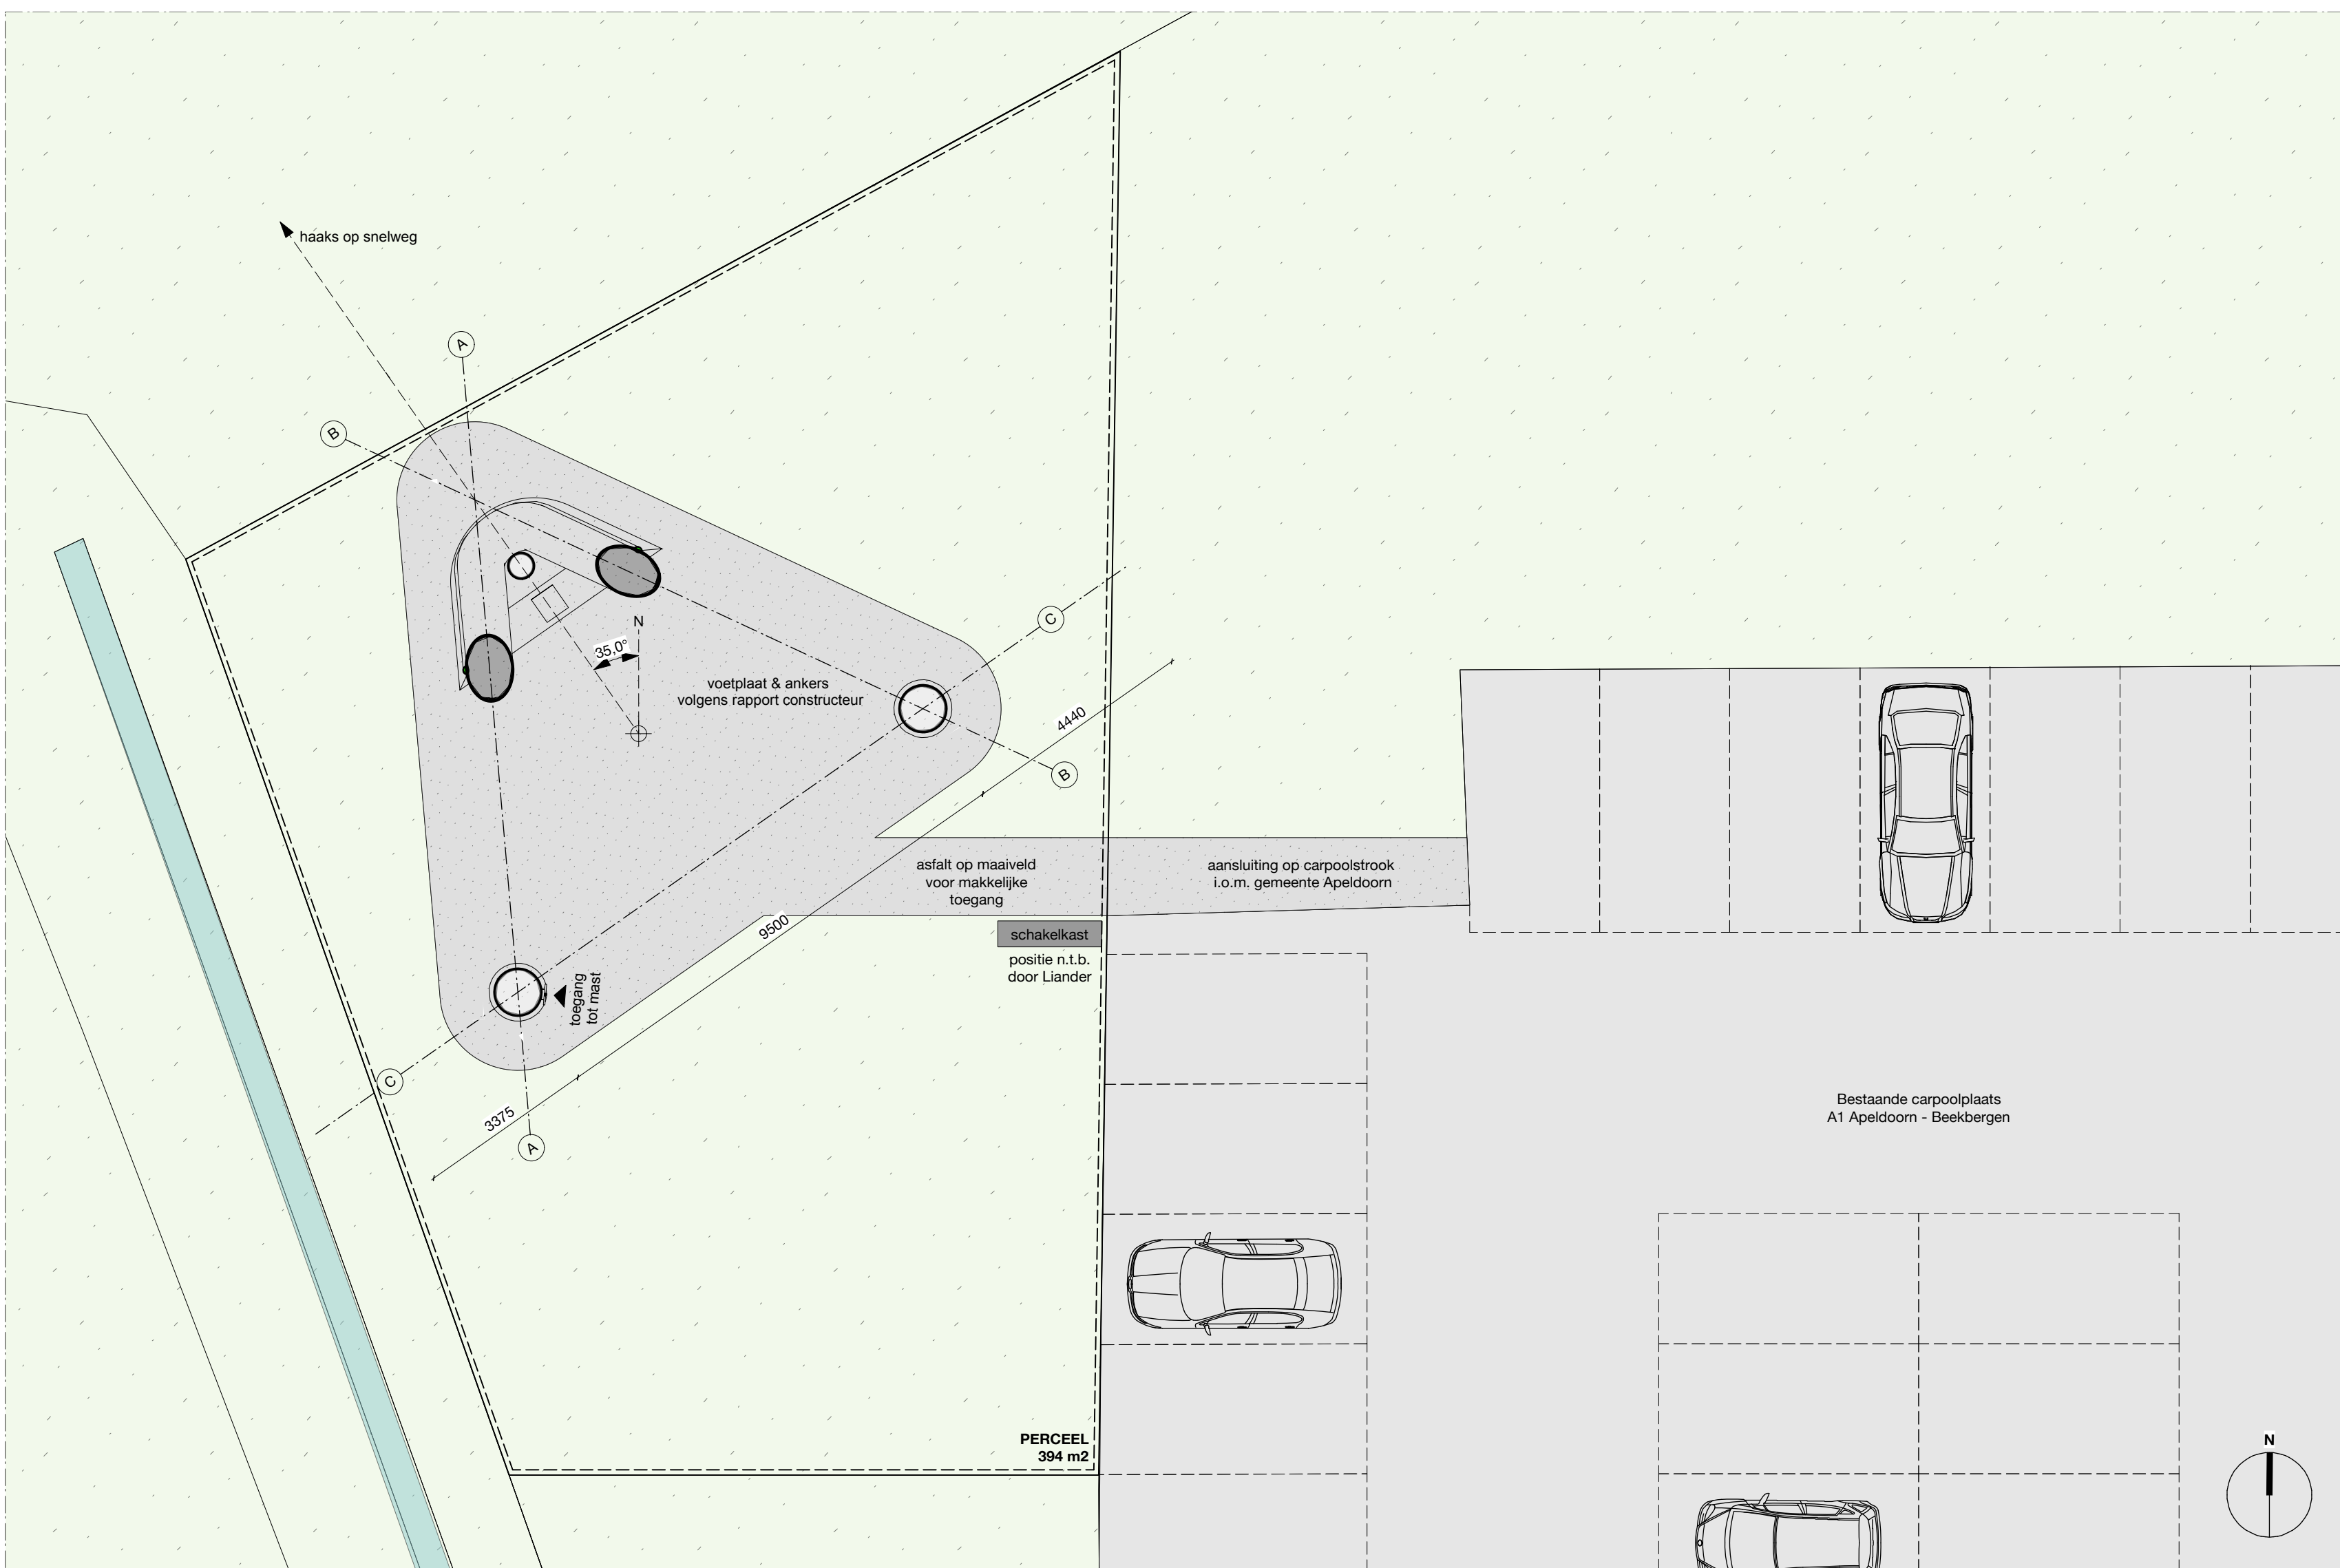 haaks op snelweg
A
B
N
35,0°
C
voetplaat & ankers
volgens rapport constructeur
4440
B
asfalt op maaiveld
voor makkelijke
toegang
aansluiting op carpoolstrook
i.o.m. gemeente Apeldoorn
9500
schakelkast
positie n.t.b.
door Liander
toegang
tot mast
C
3375
A
Bestaande carpoolplaats
A1 Apeldoorn - Beekbergen
PERCEEL
394 m2
N